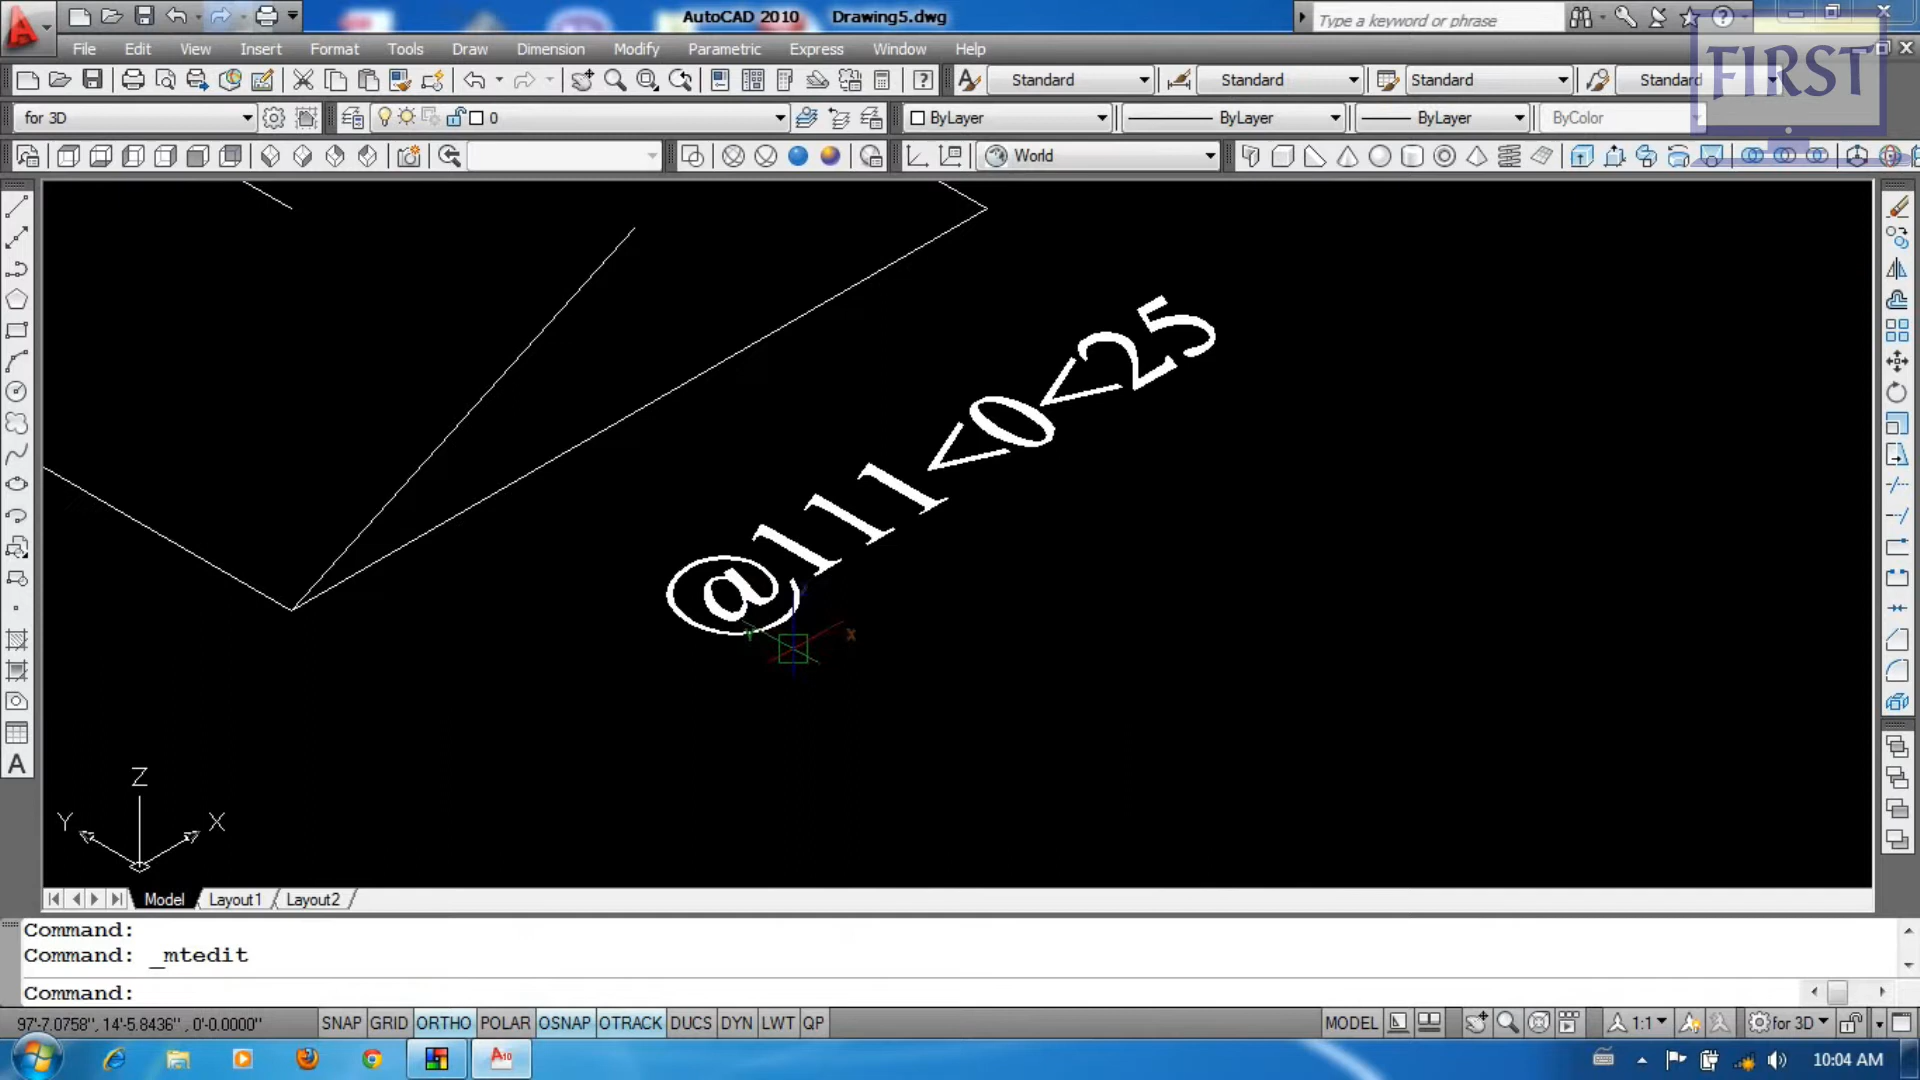 AutoCAD 2010 Drawing5.dwg
Type a keyword or phrase
File Edit View Insert Format Tools Draw Dimension Modify Parametric Express Window Help
FIRST
Standard Standard Standard Standard
for 3D 0 ByLayer ByLayer ByLayer ByColor
World
@111<0<25
Y X
Z
Y X
Model Layout1 Layout2
Command:
Command: _mtedit
Command:
97'-7.0758", 14'-5.8436" , 0'-0.0000" SNAP GRID ORTHO POLAR OSNAP OTRACK DUCS DYN LWT QP MODEL 1:1 for 3D
10:04 AM